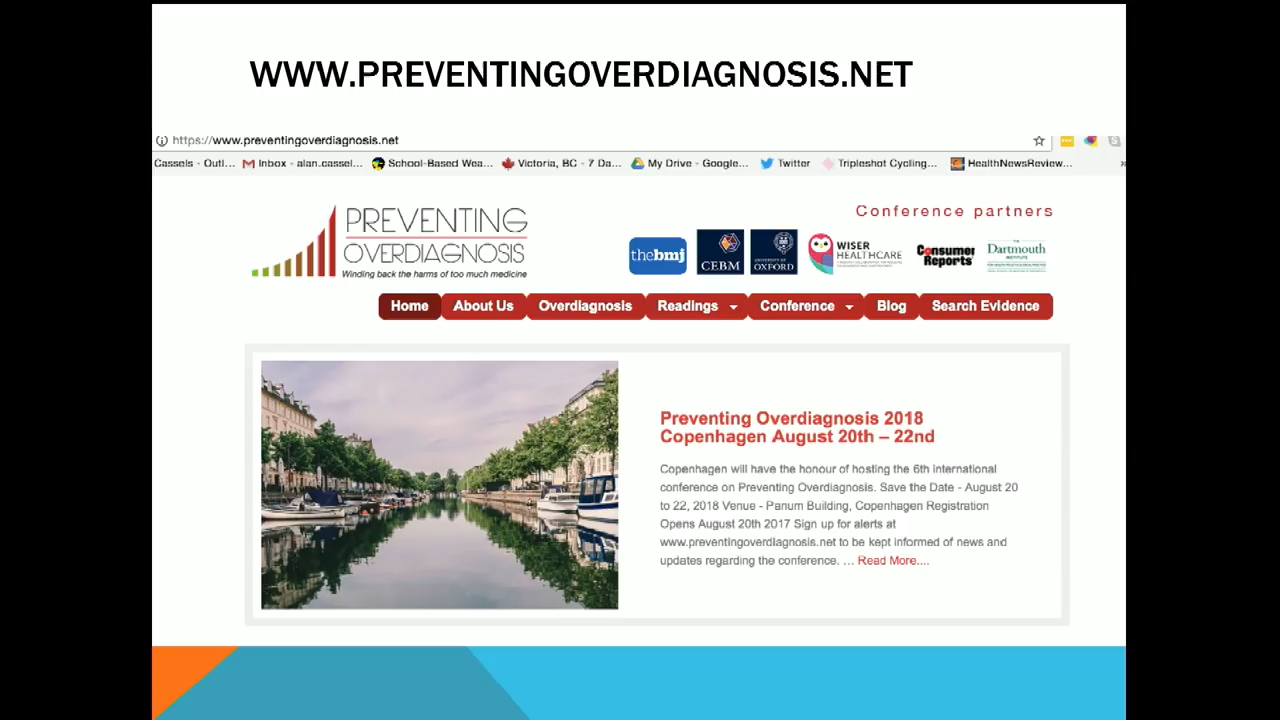 WWW.PREVENTINGOVERDIAGNOSIS.NET
https://www.preventingoverdiagnosis.net
Cassels - Outl... Inbox - alan.cassel... School-Based Wea... Victoria, BC - 7 Da... My Drive - Google... Twitter Tripleshot Cycling... HealthNewsReview...
PREVENTING
OVERDIAGNOSIS
Winding back the harms of too much medicine
Conference partners
thebmj
CEBM
UNIVERSITY OF
OXFORD
WISER
HEALTHCARE
Consumer
Reports
THE
Dartmouth
INSTITUTE
Home About Us Overdiagnosis Readings Conference Blog Search Evidence
Preventing Overdiagnosis 2018
Copenhagen August 20th – 22nd
Copenhagen will have the honour of hosting the 6th international
conference on Preventing Overdiagnosis. Save the Date - August 20
to 22, 2018 Venue - Panum Building, Copenhagen Registration
Opens August 20th 2017 Sign up for alerts at
www.preventingoverdiagnosis.net to be kept informed of news and
updates regarding the conference. … Read More....